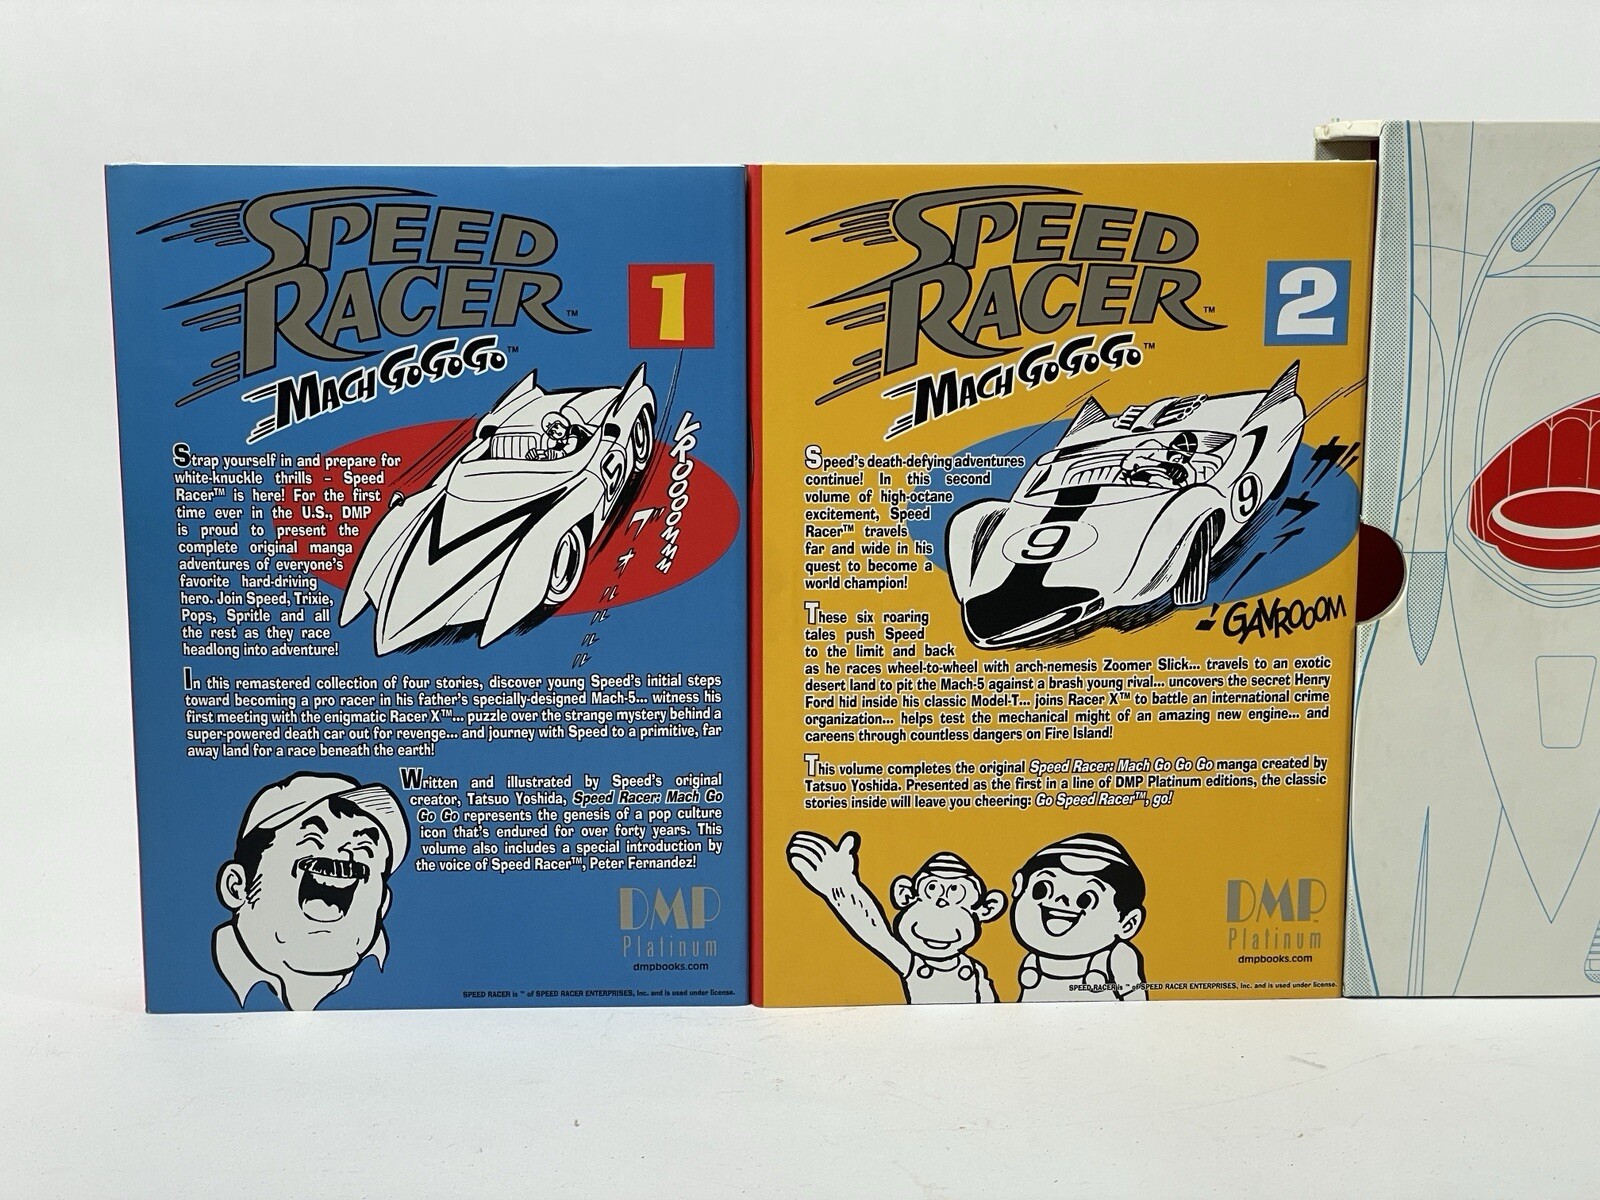 SPEED
RACER™
1
MACH GoGoGo™
VROOOOMM
Strap yourself in and prepare for
white-knuckle thrills – Speed
Racer™ is here! For the first
time ever in the U.S., DMP
is proud to present the
complete original manga
adventures of everyone's
favorite hard-driving
hero. Join Speed, Trixie,
Pops, Spritle and all
the rest as they race
headlong into adventure!
In this remastered collection of four stories, discover young Speed's initial steps
toward becoming a pro racer in his father's specially-designed Mach-5... witness his
first meeting with the enigmatic Racer X™... puzzle over the strange mystery behind a
super-powered death car out for revenge... and journey with Speed to a primitive, far
away land for a race beneath the earth!
Written and illustrated by Speed's original
creator, Tatsuo Yoshida, Speed Racer: Mach Go
Go Go represents the genesis of a pop culture
icon that's endured for over forty years. This
volume also includes a special introduction by
the voice of Speed Racer™, Peter Fernandez!
DMP
Platinum
dmpbooks.com
SPEED RACER is ™ of SPEED RACER ENTERPRISES, Inc. and is used under license.
SPEED
RACER™
2
MACH GoGoGo™
9
9
GAVROOOM
Speed's death-defying adventures
continue! In this second
volume of high-octane
excitement, Speed
Racer™ travels
far and wide in his
quest to become a
world champion!
These six roaring
tales push Speed
to the limit and back
as he races wheel-to-wheel with arch-nemesis Zoomer Slick... travels to an exotic
desert land to pit the Mach-5 against a brash young rival... uncovers the secret Henry
Ford hid inside his classic Model-T... joins Racer X™ to battle an international crime
organization... helps test the mechanical might of an amazing new engine... and
careens through countless dangers on Fire Island!
This volume completes the original Speed Racer: Mach Go Go Go manga created by
Tatsuo Yoshida. Presented as the first in a line of DMP Platinum editions, the classic
stories inside will leave you cheering: Go Speed Racer™, go!
DMP
Platinum
dmpbooks.com
SPEED RACER is ™ of SPEED RACER ENTERPRISES, Inc. and is used under license.